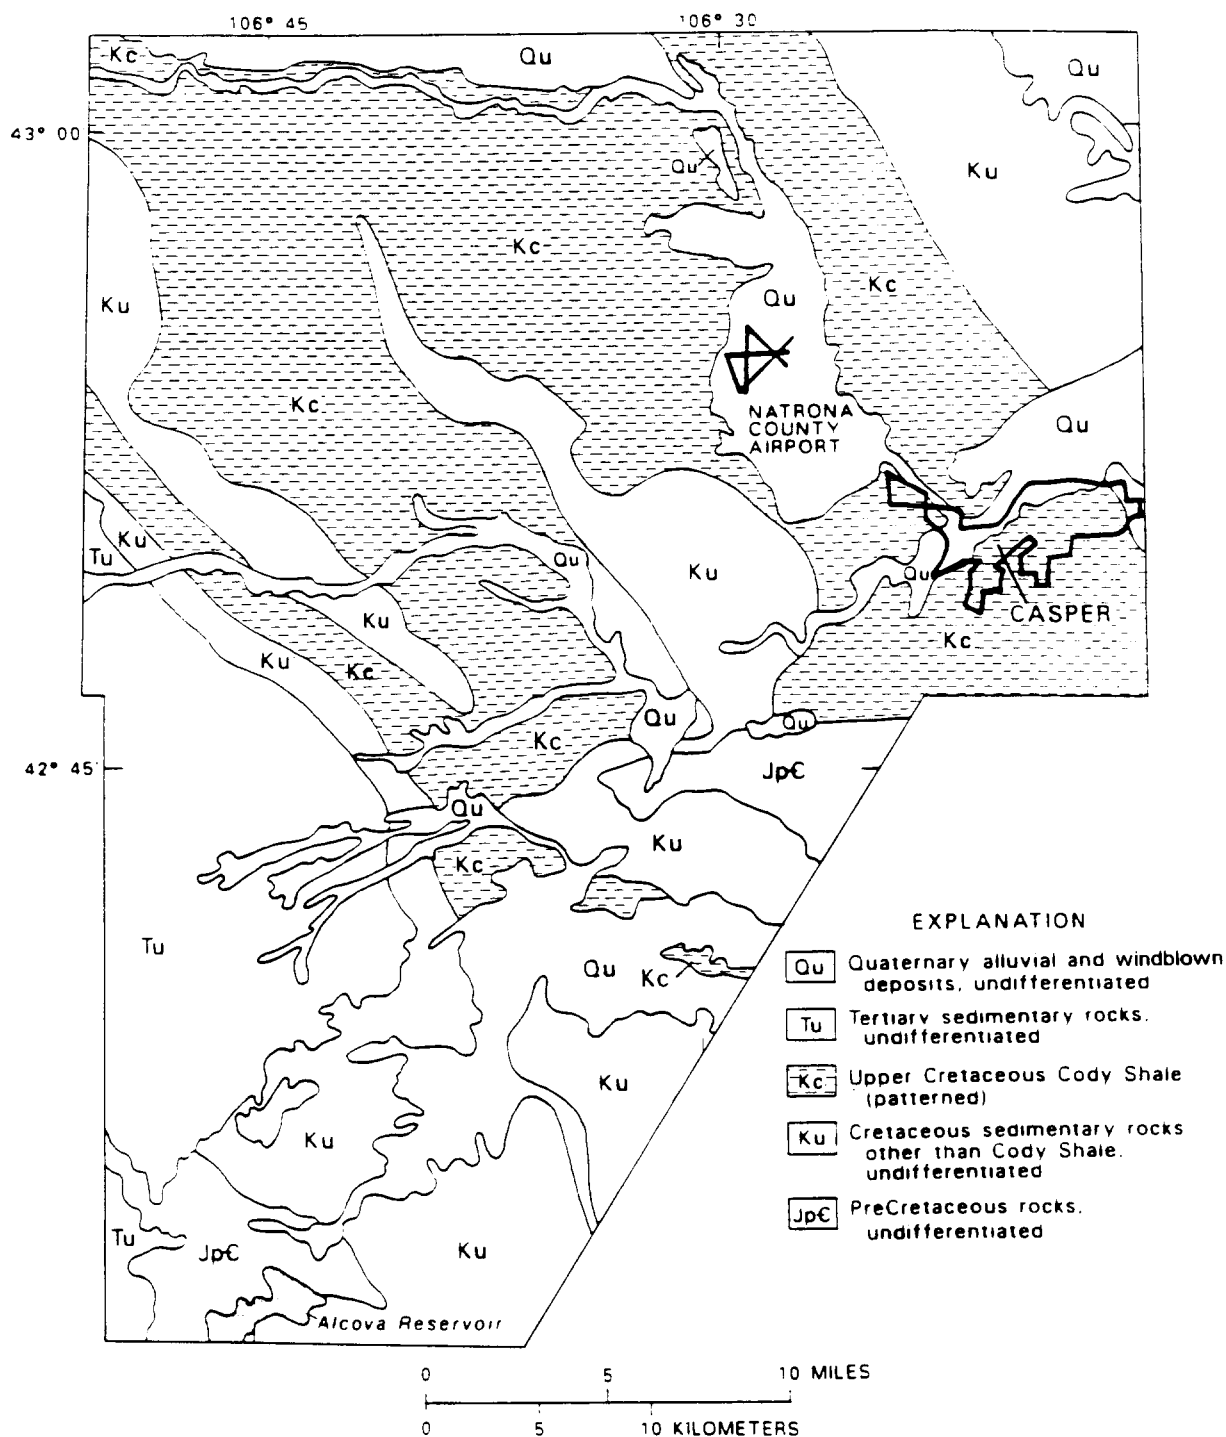 106° 45
106° 30
Kc
Qu
Qu
43° 00
Qu
Ku
Kc
Kc
Ku
Qu
Kc
NATRONA
COUNTY
AIRPORT
Qu
Ku
Tu
Qu
Ku
Qu
Ku
CASPER
Kc
Ku
Kc
Qu
Qu
Kc
42° 45'
Jp€
Qu
Ku
Kc
Tu
Qu
Kc
Ku
Ku
Tu
Jp€
Ku
Alcova Reservoir
EXPLANATION
Qu Quaternary alluvial and windblown
deposits, undifferentiated
Tu Tertiary sedimentary rocks,
undifferentiated
Kc Upper Cretaceous Cody Shale
(patterned)
Ku Cretaceous sedimentary rocks
other than Cody Shale,
undifferentiated
Jp€ PreCretaceous rocks,
undifferentiated
0 5 10 MILES
0 5 10 KILOMETERS